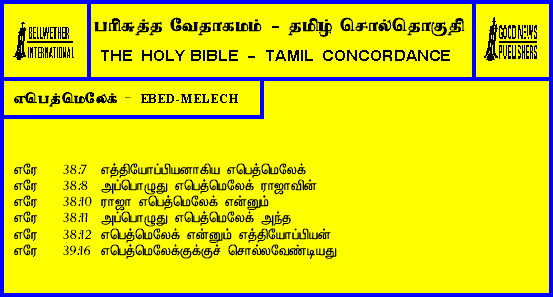 BELLWETHER
INTERNATIONAL
பரிசுத்த வேதாகமம் - தமிழ் சொல்தொகுதி
THE HOLY BIBLE - TAMIL CONCORDANCE
GOOD NEWS
PUBLISHERS
எபெத்மெலேக் - EBED-MELECH
எரே 38:7 எத்தியோப்பியனாகிய எபெத்மெலேக்
எரே 38:8 அப்பொழுது எபெத்மெலேக் ராஜாவின்
எரே 38:10 ராஜா எபெத்மெலேக் என்னும்
எரே 38:11 அப்பொழுது எபெத்மெலேக் அந்த
எரே 38:12 எபெத்மெலேக் என்னும் எத்தியோப்பியன்
எரே 39:16 எபெத்மெலேக்குக்குச் சொல்லவேண்டியது